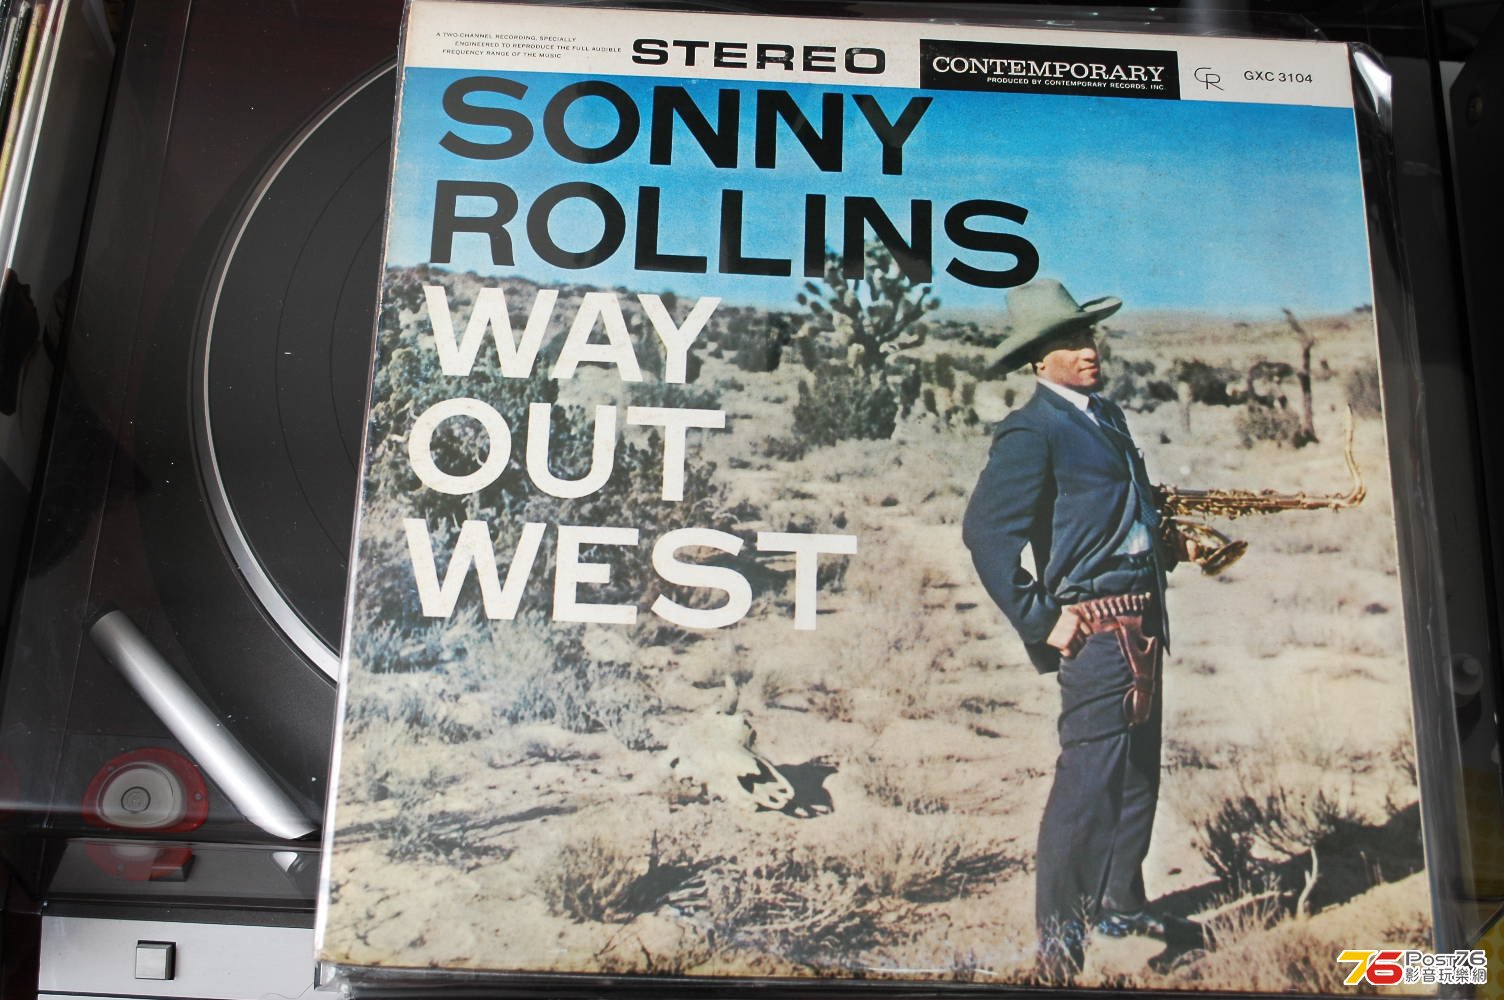 A TWO-CHANNEL RECORDING, SPECIALLY
ENGINEERED TO REPRODUCE THE FULL AUDIBLE
FREQUENCY RANGE OF THE MUSIC
STEREO
CONTEMPORARY
PRODUCED BY CONTEMPORARY RECORDS, INC.
CR
GXC 3104
SONNY
ROLLINS
WAY
OUT
WEST
76 Post76
影音玩樂網